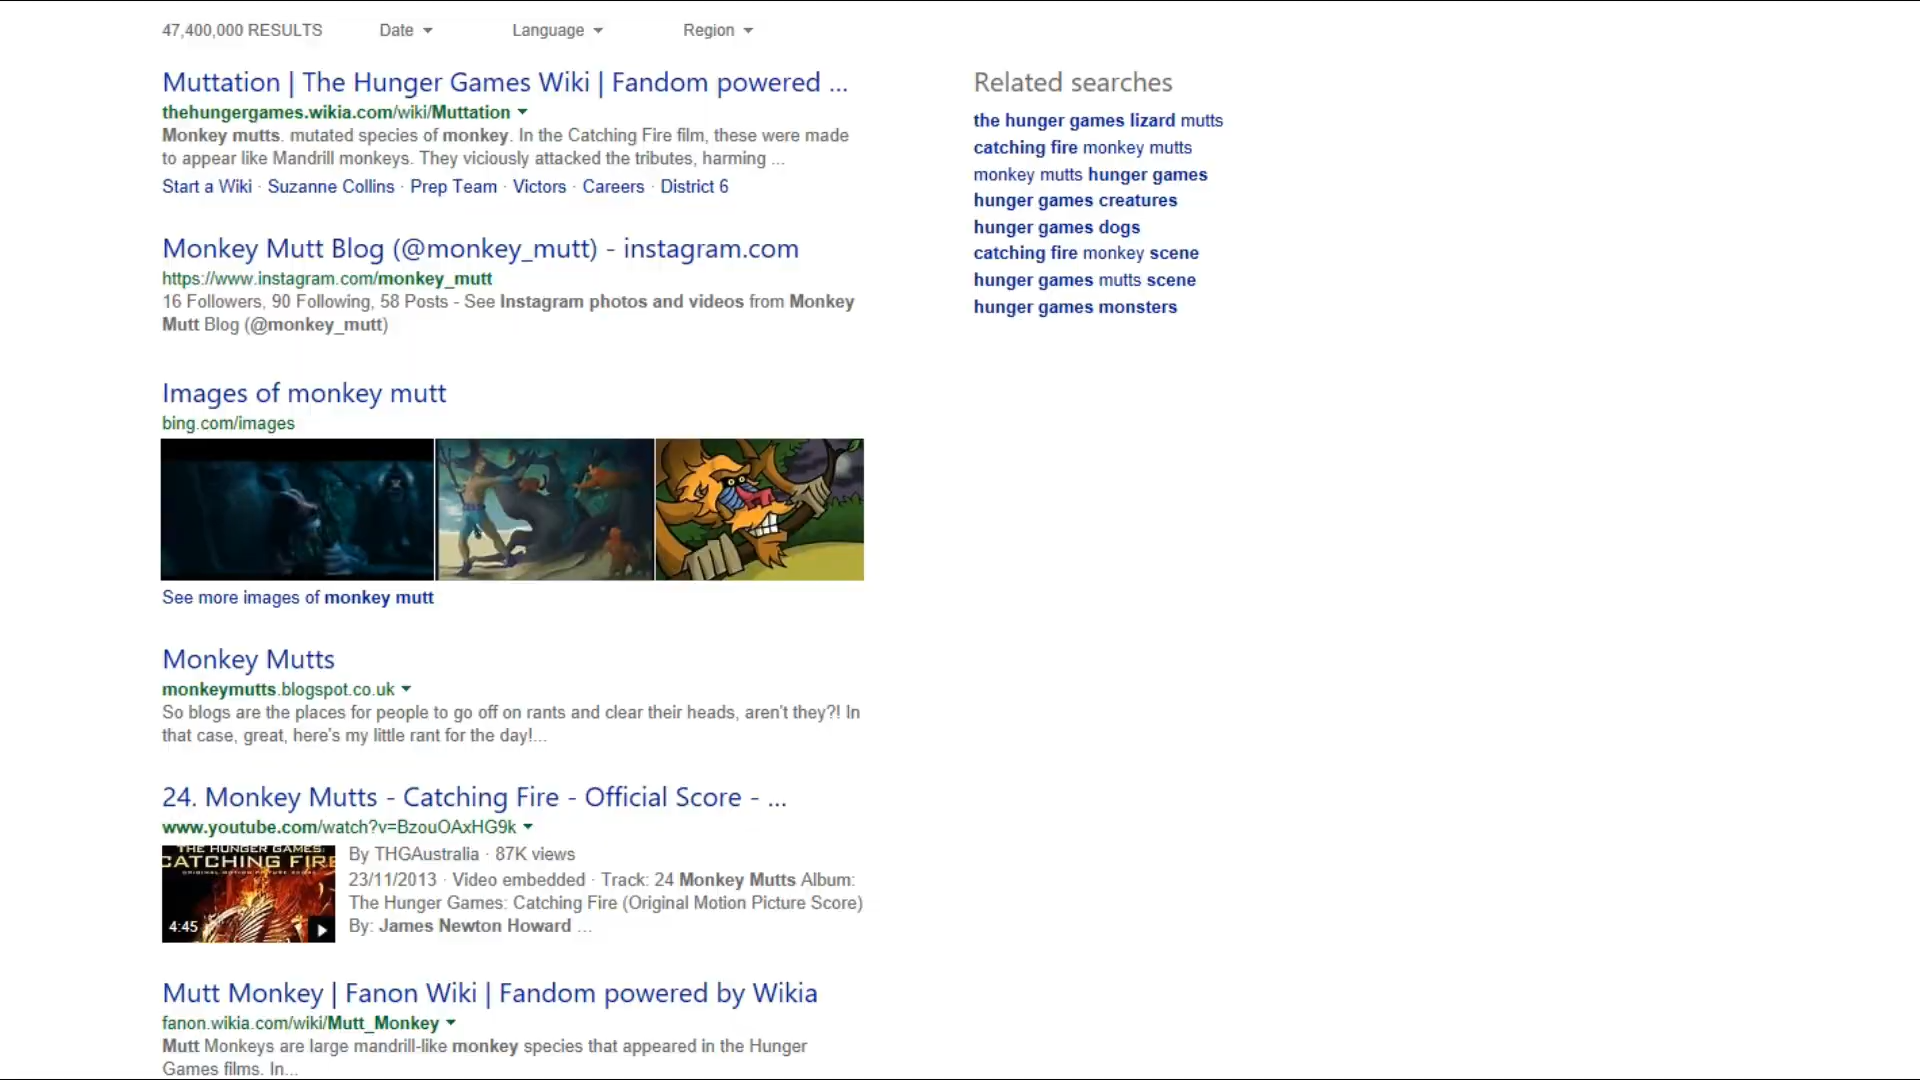 47,400,000 RESULTS Date Language Region
Muttation | The Hunger Games Wiki | Fandom powered ...
thehungergames.wikia.com/wiki/Muttation
Monkey mutts. mutated species of monkey. In the Catching Fire film, these were made
to appear like Mandrill monkeys. They viciously attacked the tributes, harming ...
Start a Wiki · Suzanne Collins · Prep Team · Victors · Careers · District 6
Monkey Mutt Blog (@monkey_mutt) - instagram.com
https://www.instagram.com/monkey_mutt
16 Followers, 90 Following, 58 Posts - See Instagram photos and videos from Monkey
Mutt Blog (@monkey_mutt)
Images of monkey mutt
bing.com/images
See more images of monkey mutt
Monkey Mutts
monkeymutts.blogspot.co.uk
So blogs are the places for people to go off on rants and clear their heads, aren't they?! In
that case, great, here's my little rant for the day!...
24. Monkey Mutts - Catching Fire - Official Score - ...
www.youtube.com/watch?v=BzouOAxHG9k
THE HUNGER GAMES:
CATCHING FIRE
ORIGINAL MOTION PICTURE SCORE
4:45
By THGAustralia · 87K views
23/11/2013 · Video embedded · Track: 24 Monkey Mutts Album:
The Hunger Games: Catching Fire (Original Motion Picture Score)
By: James Newton Howard ...
Mutt Monkey | Fanon Wiki | Fandom powered by Wikia
fanon.wikia.com/wiki/Mutt_Monkey
Mutt Monkeys are large mandrill-like monkey species that appeared in the Hunger
Games films. In...
Related searches
the hunger games lizard mutts
catching fire monkey mutts
monkey mutts hunger games
hunger games creatures
hunger games dogs
catching fire monkey scene
hunger games mutts scene
hunger games monsters